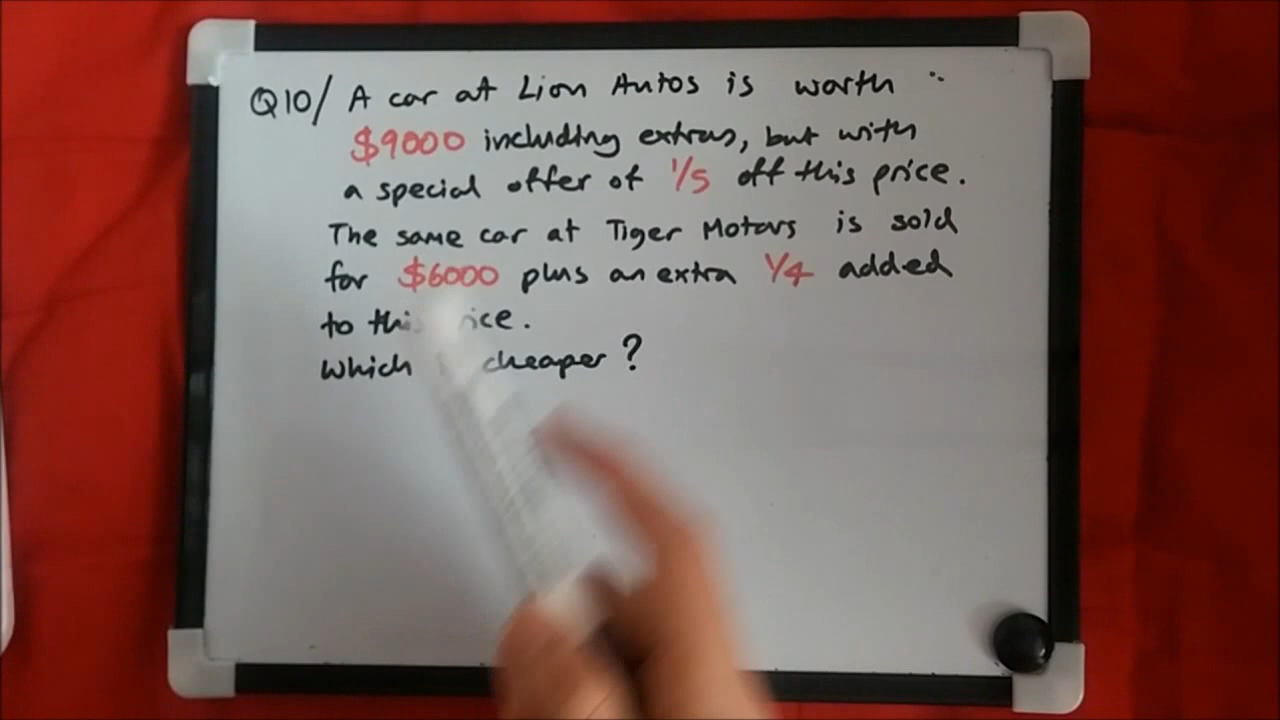 Q10/ A car at Lion Autos is worth
$9000 including extras, but with
a special offer of 1/5 off this price.
The same car at Tiger Motors is sold
for $6000 plus an extra 1/4 added
to
Which cheaper?